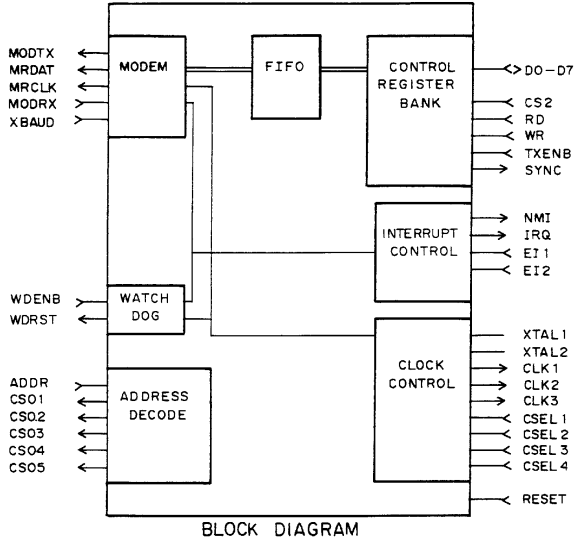 MODTX
MRDAT
MRCLK
MODRX
XBAUD
MODEM
FIFO
CONTROL
REGISTER
BANK
DO-D7
CS2
RD
WR
TXENB
SYNC
INTERRUPT
CONTROL
NMI
IRQ
EI1
EI2
WDENB
WDRST
WATCH
DOG
XTAL1
XTAL2
CLK1
CLK2
CLK3
CSEL1
CSEL2
CSEL3
CSEL4
CLOCK
CONTROL
ADDR
CSO1
CSO2
CSO3
CSO4
CSO5
ADDRESS
DECODE
RESET
BLOCK DIAGRAM